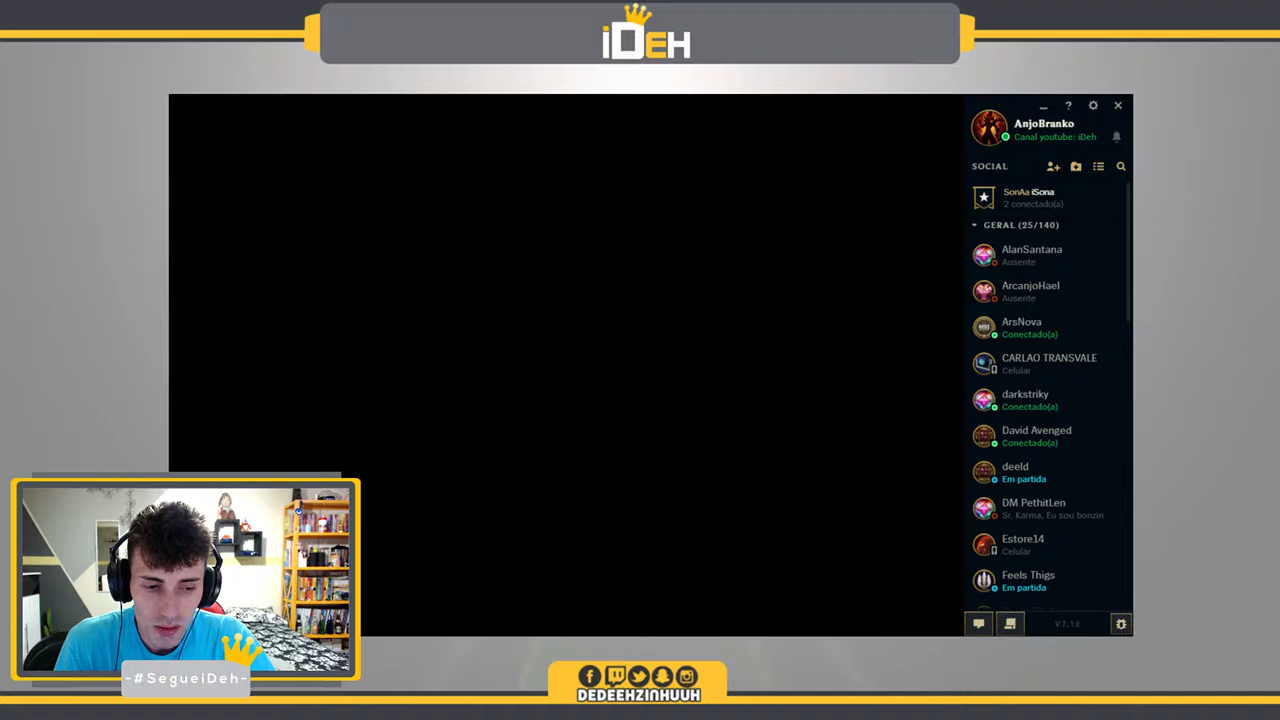 iDEH
AnjoBranko
Canal youtube: iDeh
SOCIAL
SonAa iSona
2 conectado(a)
GERAL (25/140)
AlanSantana
Ausente
ArcanjoHael
Ausente
ArsNova
Conectado(a)
CARLAO TRANSVALE
Celular
darkstriky
Conectado(a)
David Avenged
Conectado(a)
deeld
Em partida
DM PethitLen
Sr. Karma, Eu sou bonzin
Estore14
Celular
Feels Thigs
Em partida
V7.18
-#SegueiDeh-
DEDEEHZINHUUH